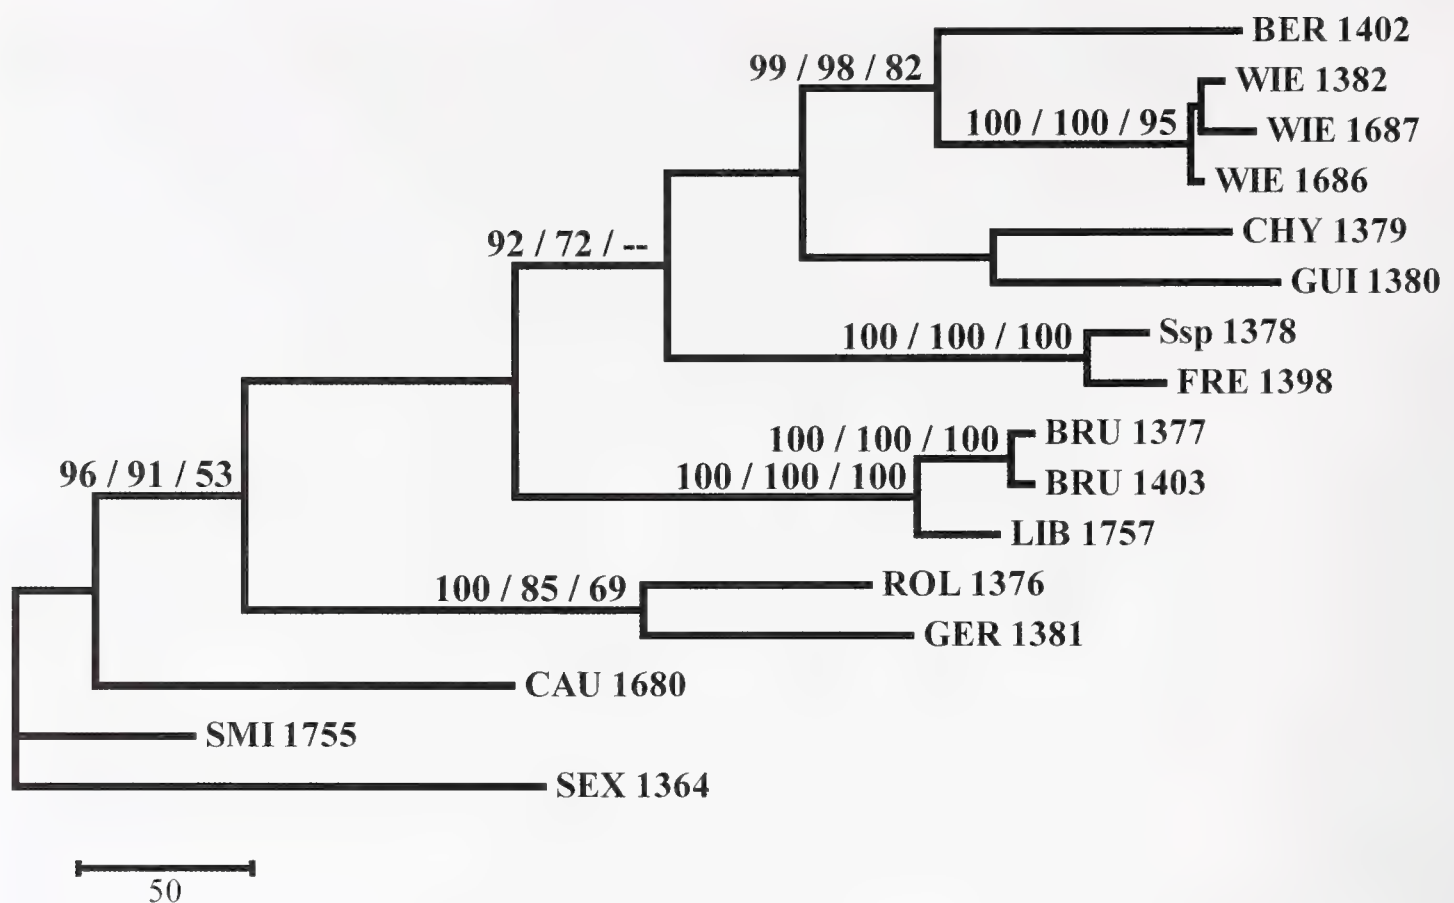 BER 1402
99 / 98 / 82
WIE 1382
100 / 100 / 95
WIE 1687
WIE 1686
CHY 1379
92 / 72 / --
GUI 1380
100 / 100 / 100
Ssp 1378
FRE 1398
100 / 100 / 100
BRU 1377
100 / 100 / 100
96 / 91 / 53
BRU 1403
LIB 1757
100 / 85 / 69
ROL 1376
GER 1381
CAU 1680
SMI 1755
SEX 1364
50